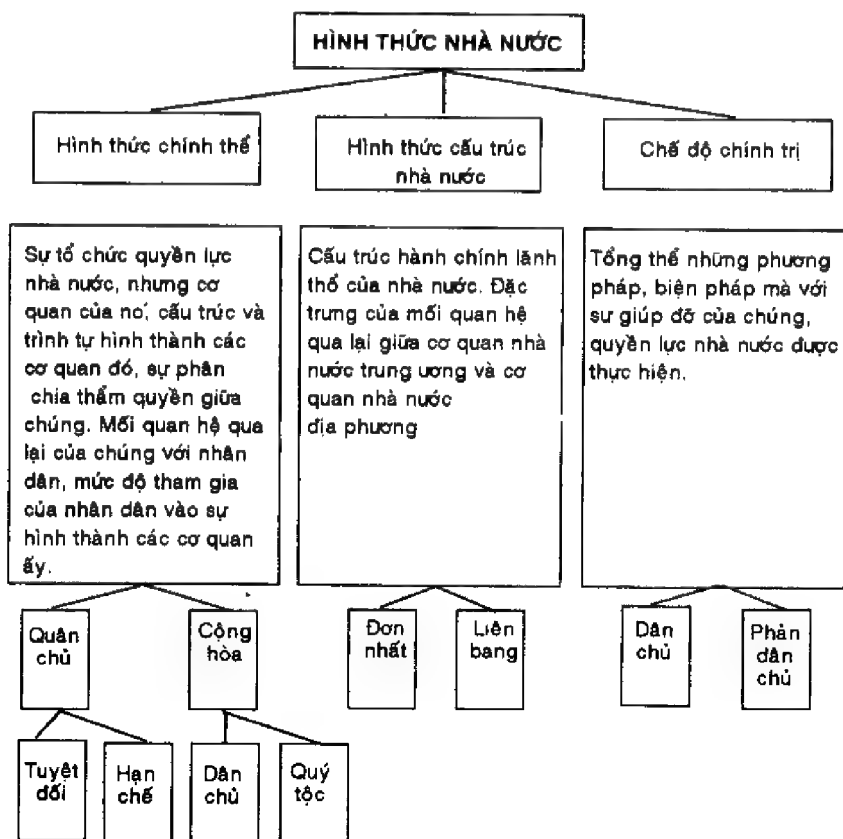 HÌNH THỨC NHÀ NƯỚC
Hình thức chính thể
Hình thức cấu trúc
nhà nước
Chế độ chính trị
Sự tổ chức quyền lực
nhà nước, nhưng cơ
quan của nó, cấu trúc và
trình tự hình thành các
cơ quan đó, sự phân
chia thẩm quyền giữa
chúng. Mối quan hệ qua
lại của chúng với nhân
dân, mức độ tham gia
của nhân dân vào sự
hình thành các cơ quan
ấy.
Cấu trúc hành chính lãnh
thổ của nhà nước. Đặc
trưng của mối quan hệ
qua lại giữa cơ quan nhà
nước trung ương và cơ
quan nhà nước
địa phương
Tổng thể những phương
pháp, biện pháp mà với
sư giúp đỡ của chúng,
quyền lực nhà nước được
thực hiện.
Quân
chủ
Cộng
hòa
Đơn
nhất
Liên
bang
Dân
chủ
Phản
dân
chủ
Tuyệt
đối
Hạn
chế
Dân
chủ
Quý
tộc